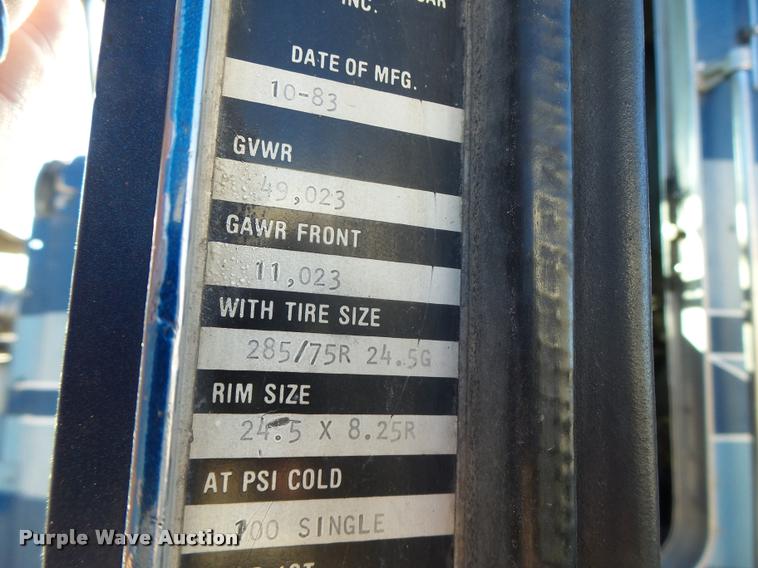 INC.
DATE OF MFG.
10-83
GVWR
49,023
GAWR FRONT
11,023
WITH TIRE SIZE
285/75R 24.5G
RIM SIZE
24.5 X 8.25R
AT PSI COLD
100 SINGLE
Purple Wave Auction